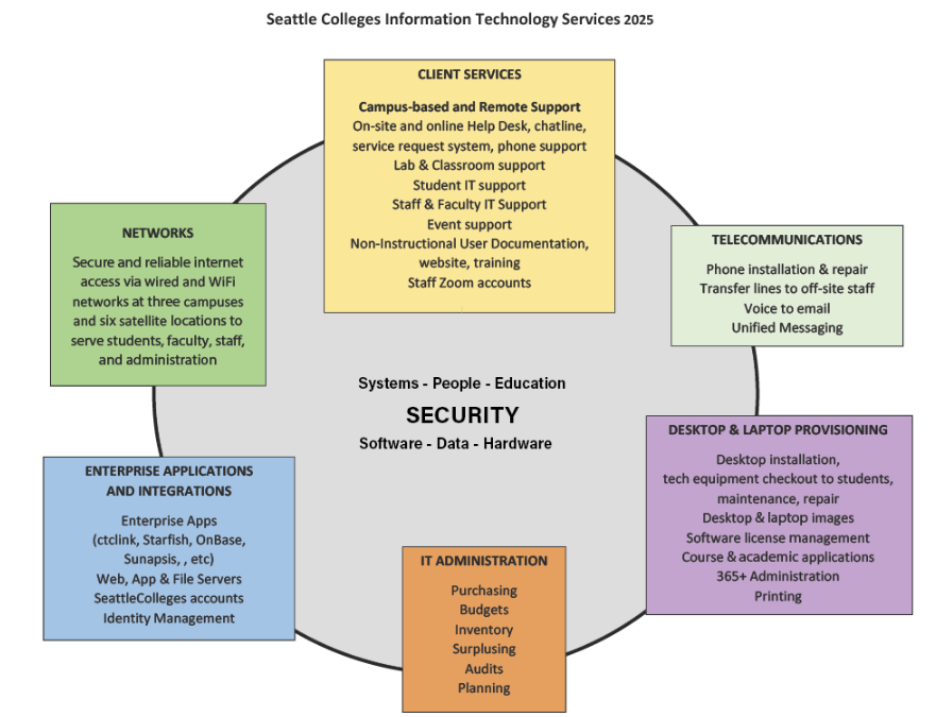 Seattle Colleges Information Technology Services 2025
CLIENT SERVICES
Campus-based and Remote Support
On-site and online Help Desk, chatline,
service request system, phone support
Lab & Classroom support
Student IT support
Staff & Faculty IT Support
Event support
Non-Instructional User Documentation,
website, training
Staff Zoom accounts
NETWORKS
Secure and reliable internet
access via wired and WiFi
networks at three campuses
and six satellite locations to
serve students, faculty, staff,
and administration
TELECOMMUNICATIONS
Phone installation & repair
Transfer lines to off-site staff
Voice to email
Unified Messaging
Systems - People - Education
SECURITY
Software - Data - Hardware
DESKTOP & LAPTOP PROVISIONING
Desktop installation,
tech equipment checkout to students,
maintenance, repair
Desktop & laptop images
Software license management
Course & academic applications
365+ Administration
Printing
ENTERPRISE APPLICATIONS
AND INTEGRATIONS
Enterprise Apps
(ctclink, Starfish, OnBase,
Sunapsis, , etc)
Web, App & File Servers
SeattleColleges accounts
Identity Management
IT ADMINISTRATION
Purchasing
Budgets
Inventory
Surplusing
Audits
Planning